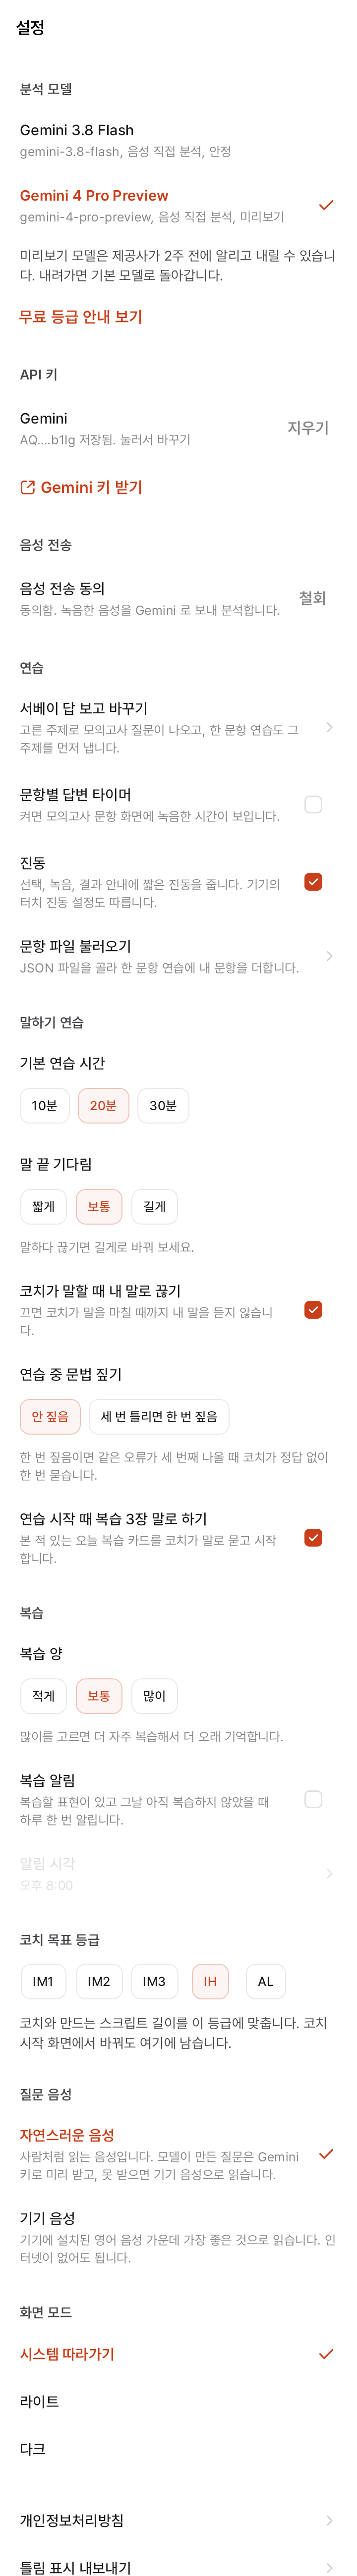 설정
분석 모델
Gemini 3.8 Flash
gemini-3.8-flash, 음성 직접 분석, 안정
Gemini 4 Pro Preview
gemini-4-pro-preview, 음성 직접 분석, 미리보기
미리보기 모델은 제공사가 2주 전에 알리고 내릴 수 있습니
다. 내려가면 기본 모델로 돌아갑니다.
무료 등급 안내 보기
API 키
Gemini
AQ....b1Ig 저장됨. 눌러서 바꾸기
지우기
Gemini 키 받기
음성 전송
음성 전송 동의
동의함. 녹음한 음성을 Gemini 로 보내 분석합니다.
철회
연습
서베이 답 보고 바꾸기
고른 주제로 모의고사 질문이 나오고, 한 문항 연습도 그
주제를 먼저 냅니다.
문항별 답변 타이머
켜면 모의고사 문항 화면에 녹음한 시간이 보입니다.
진동
선택, 녹음, 결과 안내에 짧은 진동을 줍니다. 기기의
터치 진동 설정도 따릅니다.
문항 파일 불러오기
JSON 파일을 골라 한 문항 연습에 내 문항을 더합니다.
말하기 연습
기본 연습 시간
10분 20분 30분
말 끝 기다림
짧게 보통 길게
말하다 끊기면 길게로 바꿔 보세요.
코치가 말할 때 내 말로 끊기
끄면 코치가 말을 마칠 때까지 내 말을 듣지 않습니
다.
연습 중 문법 짚기
안 짚음 세 번 틀리면 한 번 짚음
한 번 짚음이면 같은 오류가 세 번째 나올 때 코치가 정답 없이
한 번 묻습니다.
연습 시작 때 복습 3장 말로 하기
본 적 있는 오늘 복습 카드를 코치가 말로 묻고 시작
합니다.
복습
복습 양
적게 보통 많이
많이를 고르면 더 자주 복습해서 더 오래 기억합니다.
복습 알림
복습할 표현이 있고 그날 아직 복습하지 않았을 때
하루 한 번 알립니다.
알림 시각
오후 8:00
코치 목표 등급
IM1 IM2 IM3 IH AL
코치와 만드는 스크립트 길이를 이 등급에 맞춥니다. 코치
시작 화면에서 바꿔도 여기에 남습니다.
질문 음성
자연스러운 음성
사람처럼 읽는 음성입니다. 모델이 만든 질문은 Gemini
키로 미리 받고, 못 받으면 기기 음성으로 읽습니다.
기기 음성
기기에 설치된 영어 음성 가운데 가장 좋은 것으로 읽습니다. 인
터넷이 없어도 됩니다.
화면 모드
시스템 따라가기
라이트
다크
개인정보처리방침
틀림 표시 내보내기